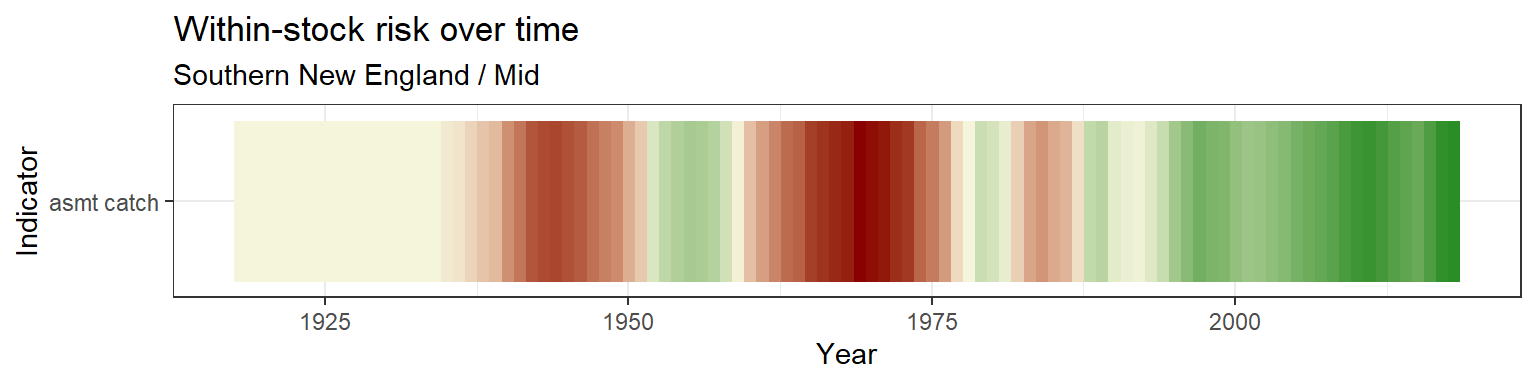 Within-stock risk over time
Southern New England / Mid
Indicator
asmt catch
1925 1950 1975 2000
Year